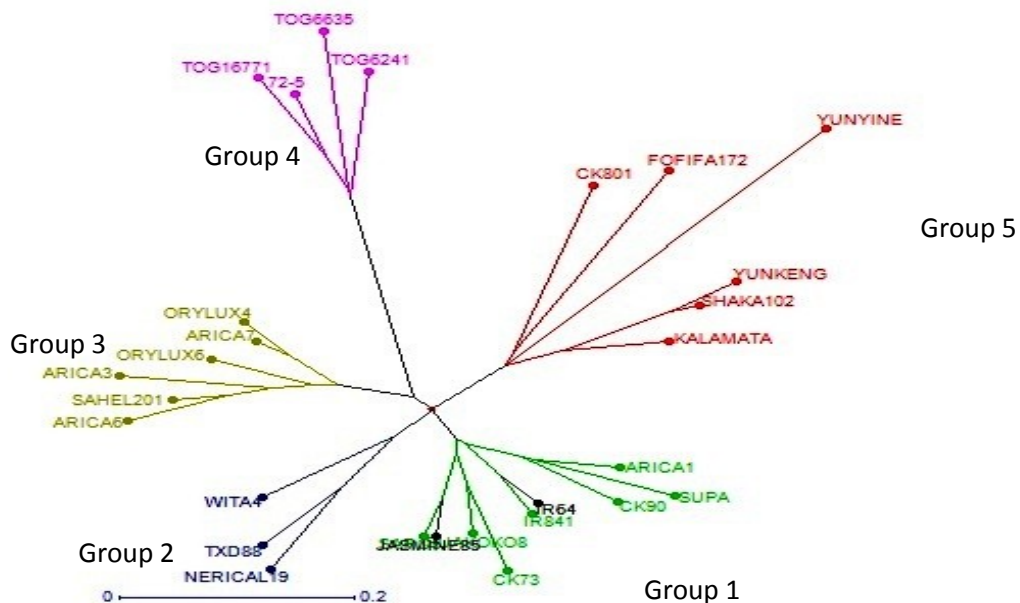 TOG6635
TOG6241
TOG16771
72-5
YUNYINE
FOFIFA172
CK801
Group 4
Group 5
YUNKENG
SHAKA102
KALAMATA
ORYLUX4
ARICA7
Group 3
ORYLUX6
ARICA3
SAHEL201
ARICA6
ARICA1
SUPA
CK90
IR64
IR841
WITA4
JASMINE85
TXD88
Group 2
NERICAL19
CK73
Group 1
0
0.2